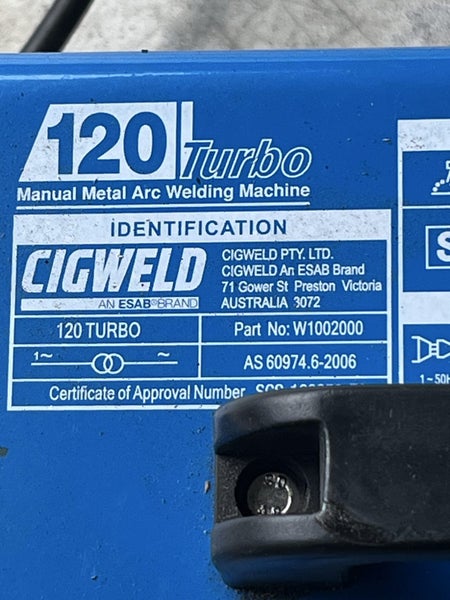 120 Turbo
Manual Metal Arc Welding Machine
IDENTIFICATION
CIGWELD
AN ESAB® BRAND
CIGWELD PTY. LTD.
CIGWELD An ESAB Brand
71 Gower St Preston Victoria
AUSTRALIA 3072
120 TURBO
Part No: W1002000
1~ ~
AS 60974.6-2006
Certificate of Approval Number
S
1~50H